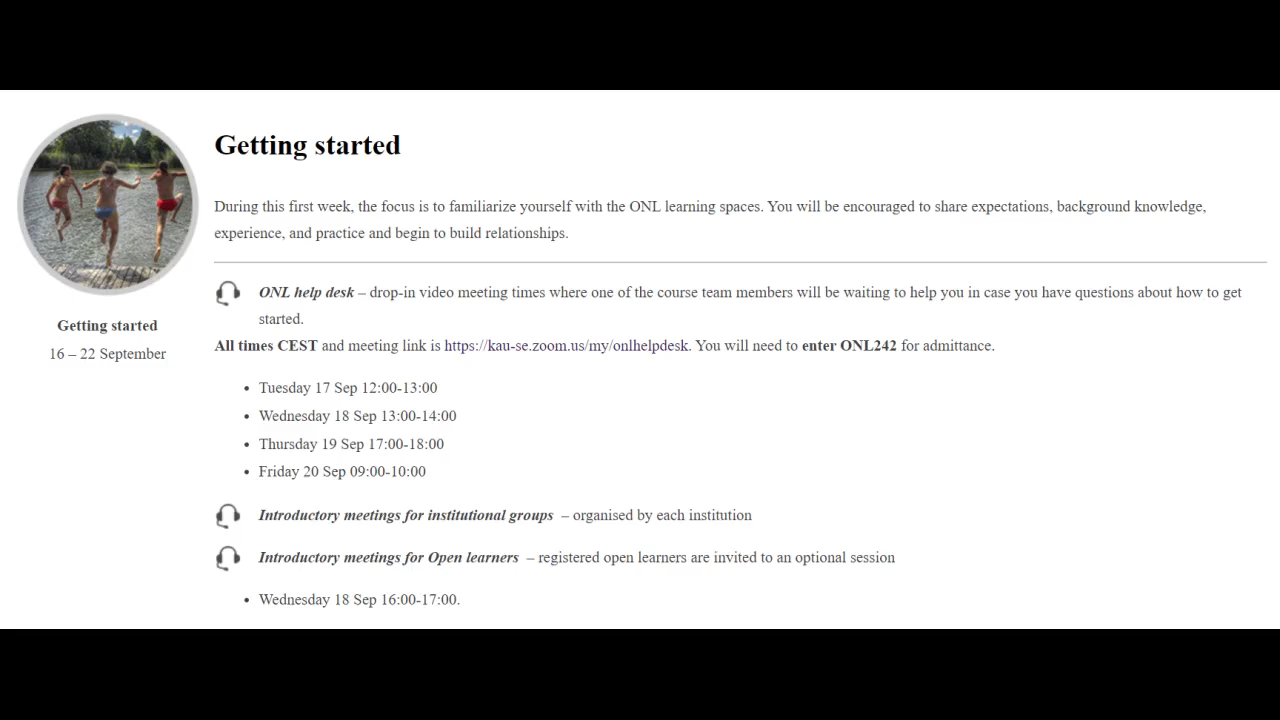 Getting started
During this first week, the focus is to familiarize yourself with the ONL learning spaces. You will be encouraged to share expectations, background knowledge,
experience, and practice and begin to build relationships.
ONL help desk – drop-in video meeting times where one of the course team members will be waiting to help you in case you have questions about how to get
started.
Getting started
16 – 22 September
All times CEST and meeting link is https://kau-se.zoom.us/my/onlhelpdesk. You will need to enter ONL242 for admittance.
• Tuesday 17 Sep 12:00-13:00
• Wednesday 18 Sep 13:00-14:00
• Thursday 19 Sep 17:00-18:00
• Friday 20 Sep 09:00-10:00
Introductory meetings for institutional groups – organised by each institution
Introductory meetings for Open learners – registered open learners are invited to an optional session
• Wednesday 18 Sep 16:00-17:00.